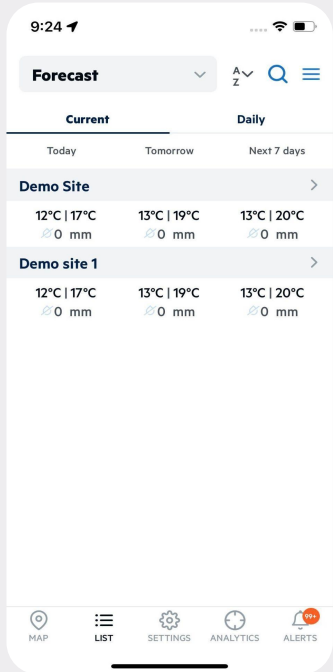 9:24
Forecast
A
Z
Current Daily
Today Tomorrow Next 7 days
Demo Site
12°C | 17°C 13°C | 19°C 13°C | 20°C
0 mm 0 mm 0 mm
Demo site 1
12°C | 17°C 13°C | 19°C 13°C | 20°C
0 mm 0 mm 0 mm
99+
MAP LIST SETTINGS ANALYTICS ALERTS